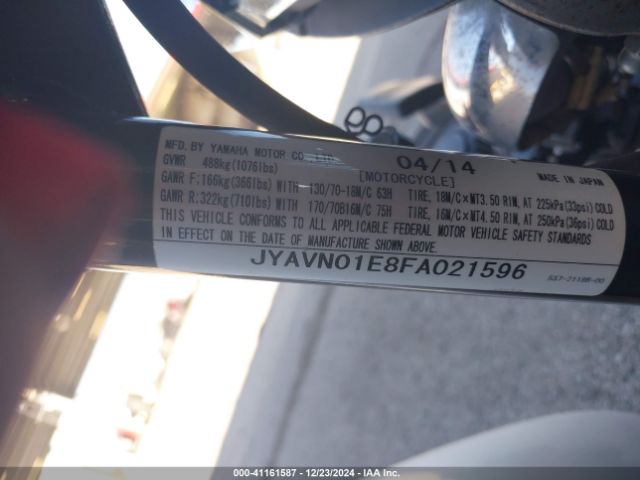 MFD. BY YAMAHA MOTOR CO., LTD. 04/14 MADE IN JAPAN
GVWR 488kg(1076lbs) [MOTORCYCLE]
GAWR F:166kg(366lbs) WITH 130/70-18M/C 63H TIRE, 18M/C×MT3.50 RIM, AT 225kPa(33psi) COLD
GAWR R:322kg(710lbs) WITH 170/70B16M/C 75H TIRE, 16M/C×MT4.50 RIM, AT 250kPa(36psi) COLD
THIS VEHICLE CONFORMS TO ALL APPLICABLE FEDERAL MOTOR VEHICLE SAFETY STANDARDS
IN EFFECT ON THE DATE OF MANUFACTURE SHOWN ABOVE.
JYAVN01E8FA021596
000-41161587 - 12/23/2024 - IAA Inc.